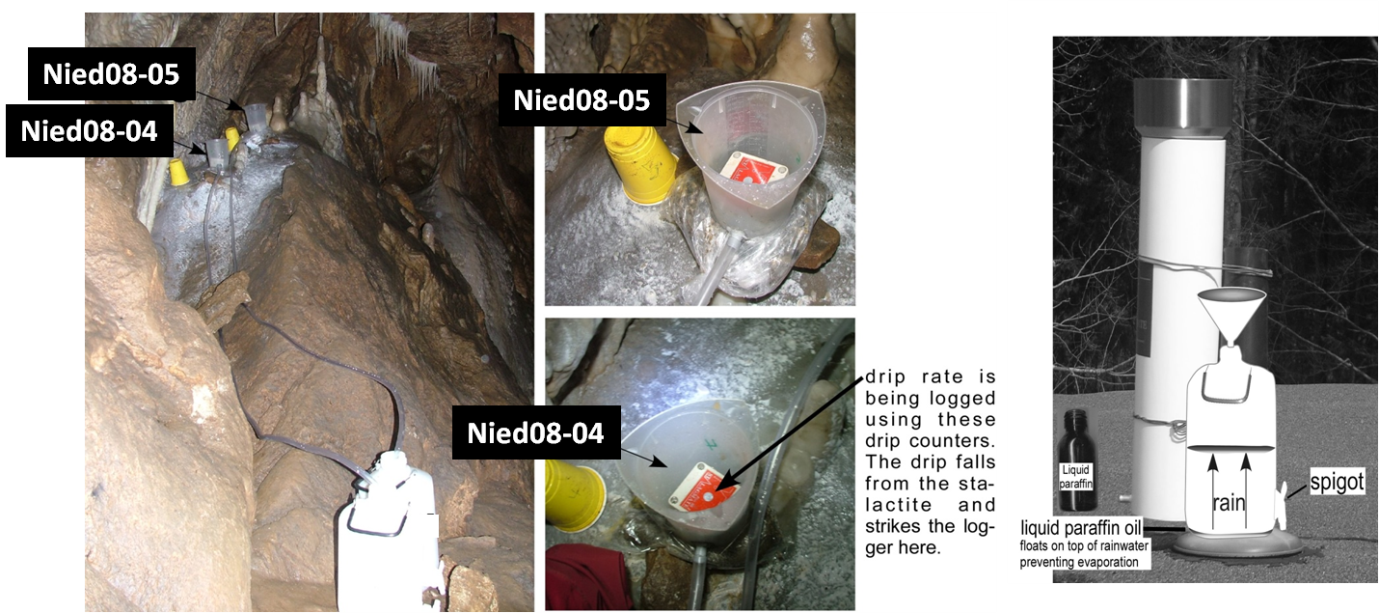 Nied08-05
Nied08-04
Nied08-05
Nied08-04
drip rate is
being logged
using these
drip counters.
The drip falls
from the sta-
lactite and
strikes the log-
ger here.
Liquid
paraffin
rain
spigot
liquid paraffin oil
floats on top of rainwater
preventing evaporation